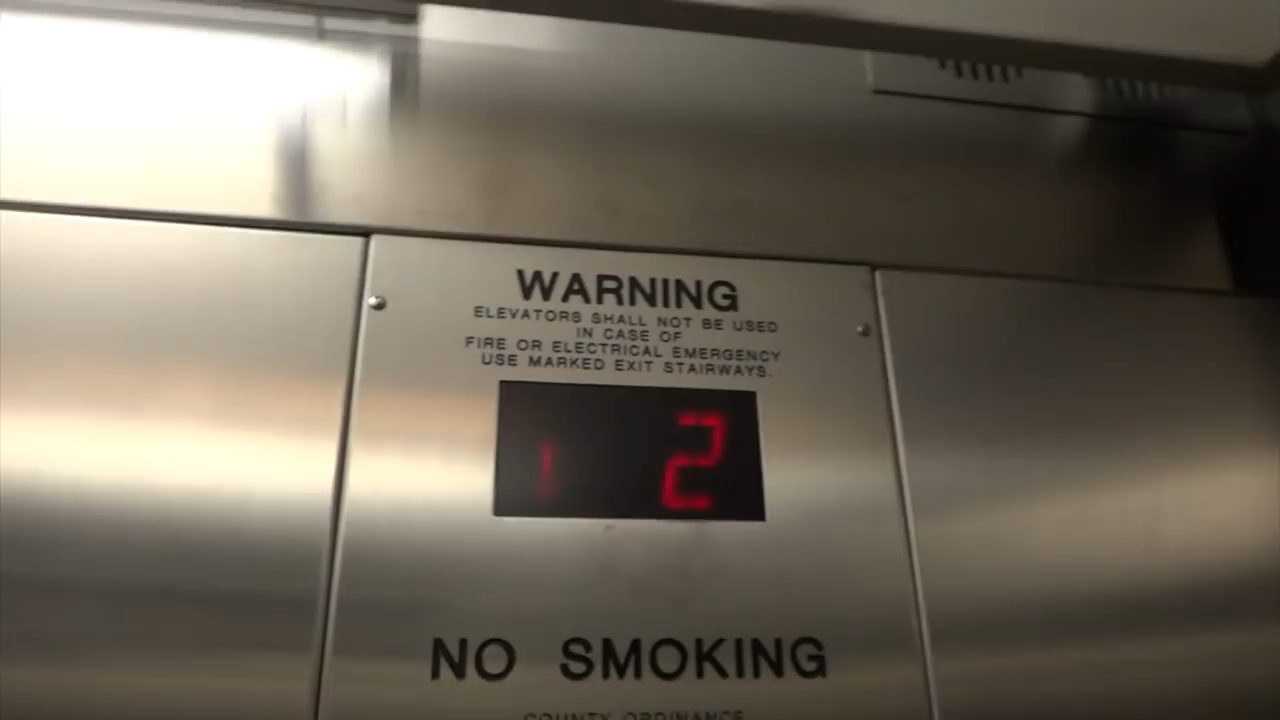 WARNING
ELEVATORS SHALL NOT BE USED
IN CASE OF
FIRE OR ELECTRICAL EMERGENCY
USE MARKED EXIT STAIRWAYS.
2
NO SMOKING
COUNTY ORDINANCE